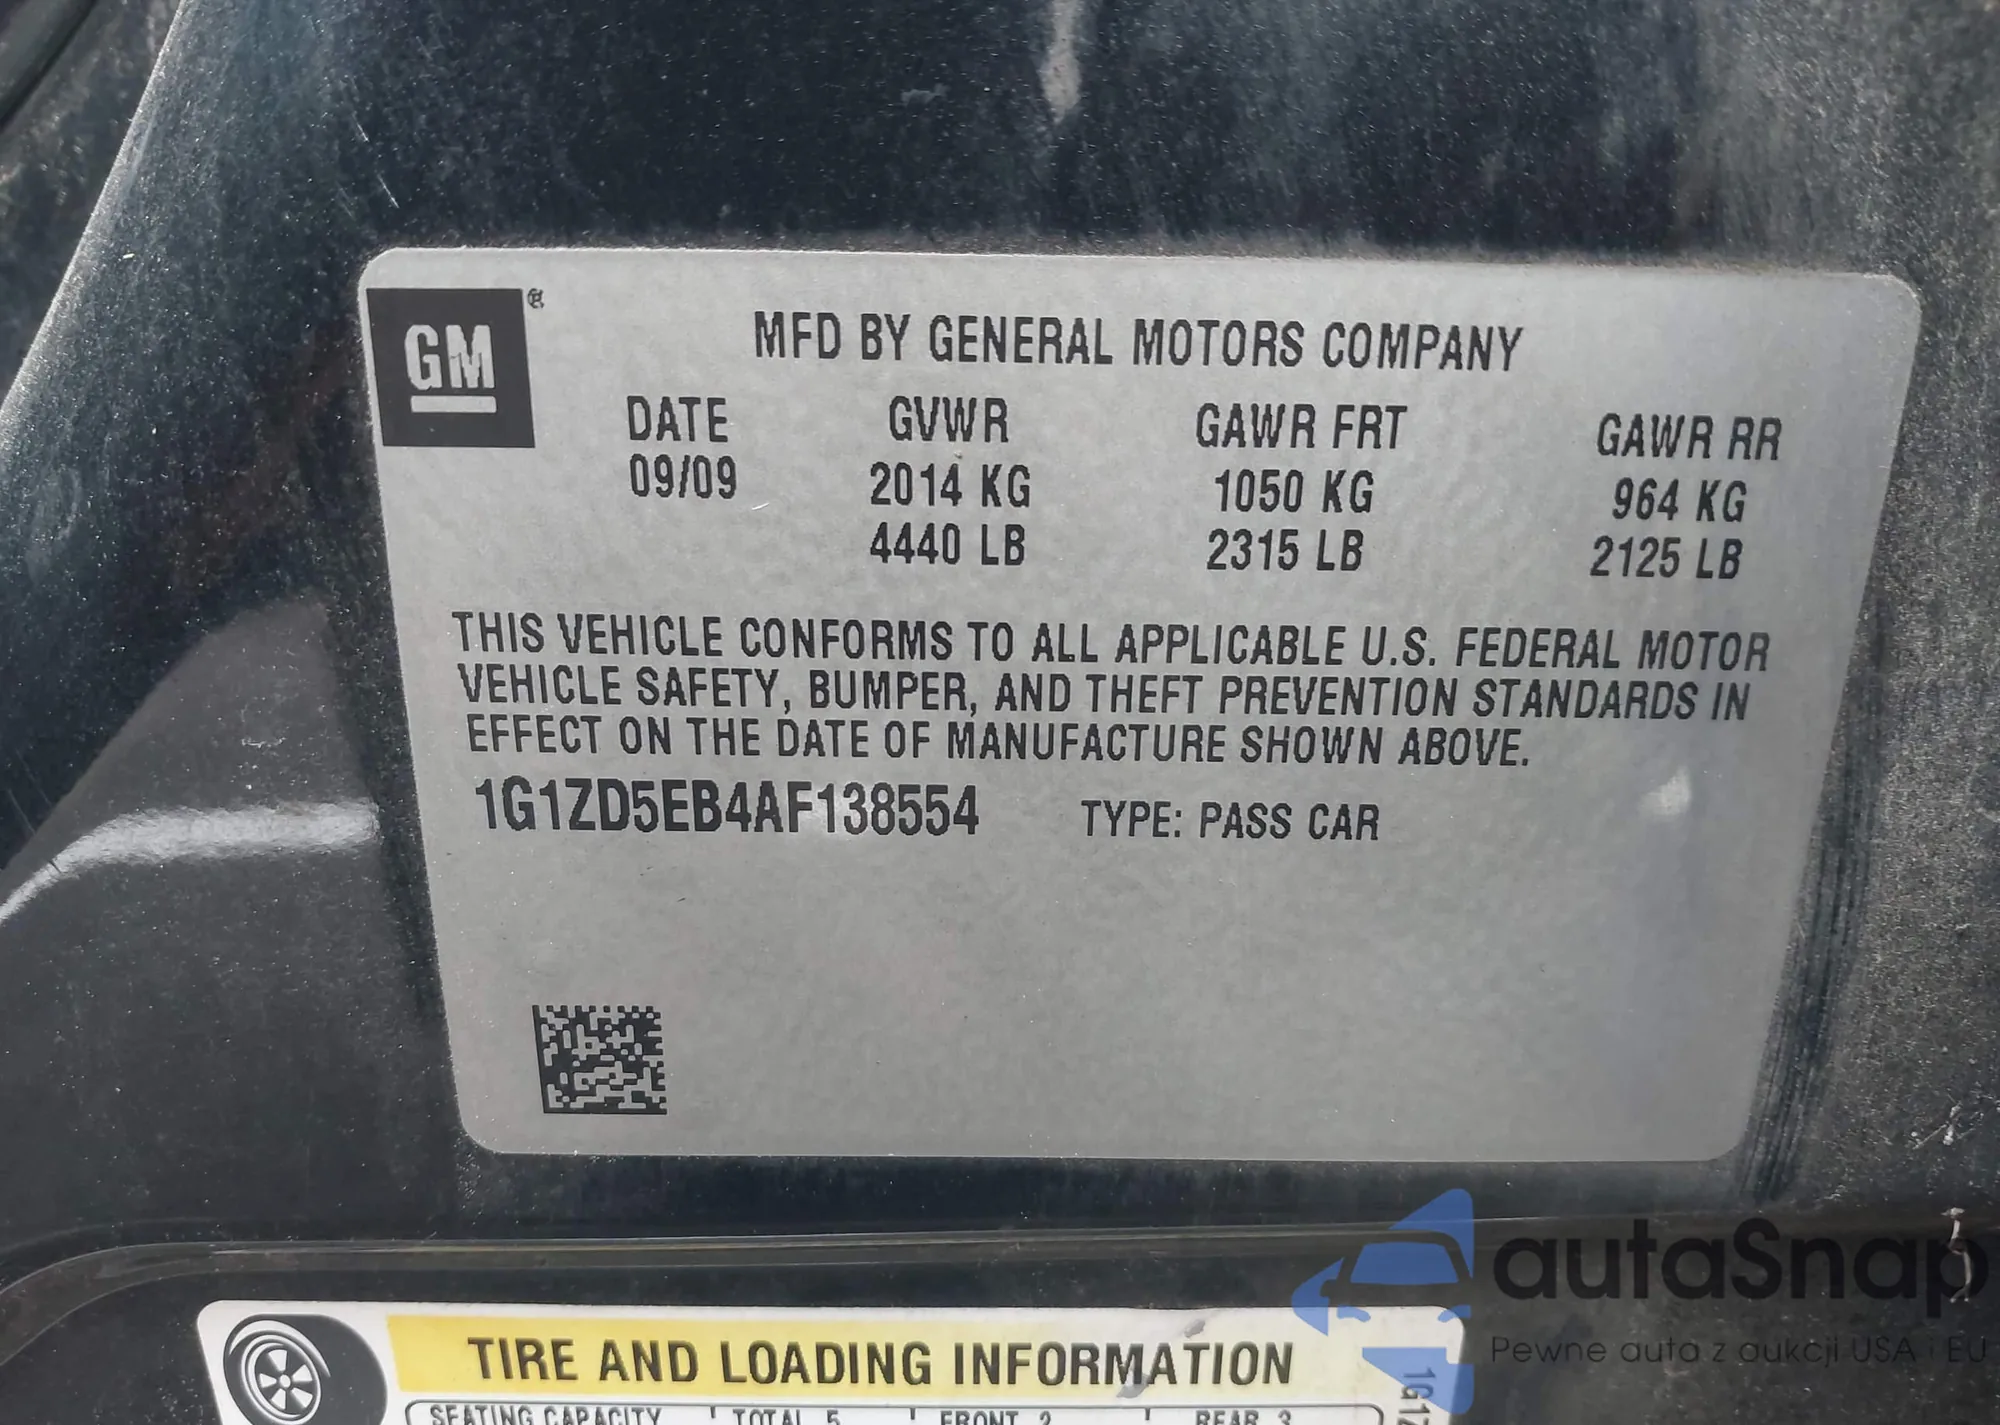 GM ®
MFD BY GENERAL MOTORS COMPANY
DATE GVWR GAWR FRT GAWR RR
09/09 2014 KG 1050 KG 964 KG
4440 LB 2315 LB 2125 LB
THIS VEHICLE CONFORMS TO ALL APPLICABLE U.S. FEDERAL MOTOR
VEHICLE SAFETY, BUMPER, AND THEFT PREVENTION STANDARDS IN
EFFECT ON THE DATE OF MANUFACTURE SHOWN ABOVE.
1G1ZD5EB4AF138554 TYPE: PASS CAR
autaSnap
Pewne auta z aukcji USA i EU
TIRE AND LOADING INFORMATION
SEATING CAPACITY TOTAL 5 FRONT 2 REAR 3